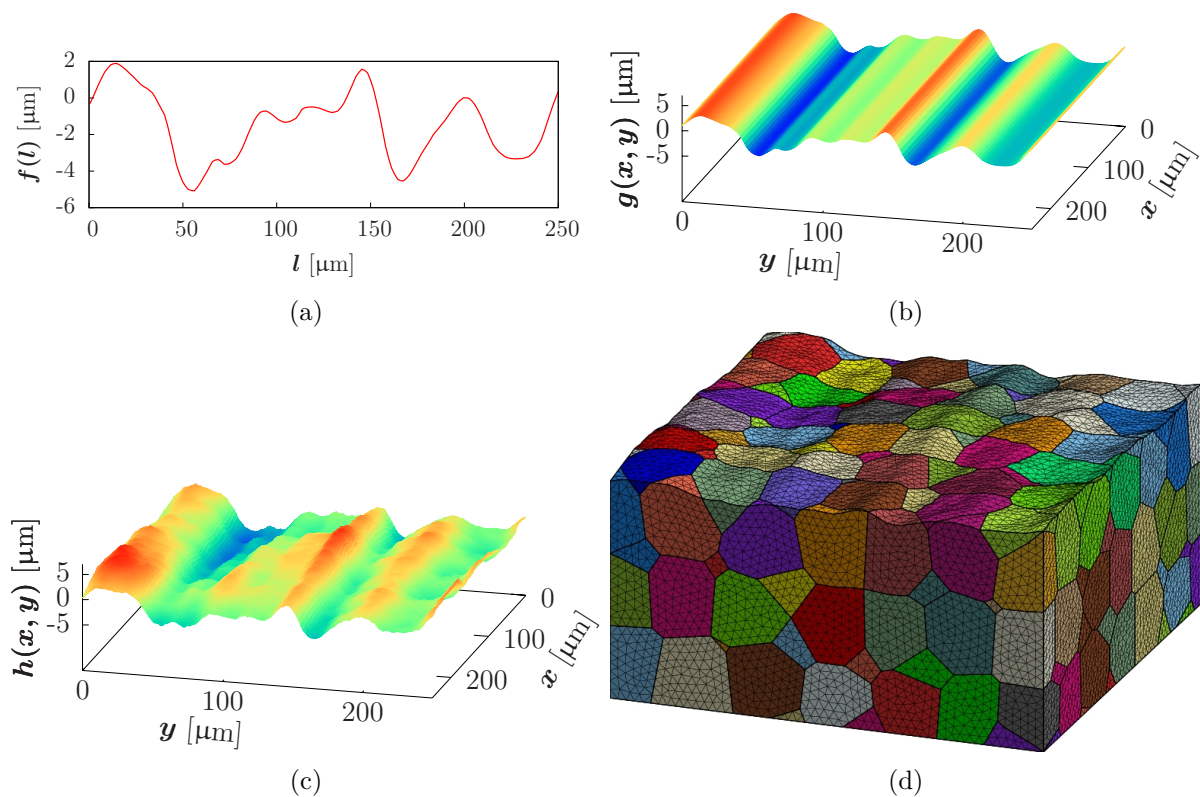 2
0
-2
-4
-6
f(l) [µm]
0 50 100 150 200 250
l [µm]
(a)
g(x, y) [µm]
5
0
-5
0 100 200
y [µm]
0
100
200
x [µm]
(b)
h(x, y) [µm]
5
0
-5
0 100 200
y [µm]
0
100
200
x [µm]
(c)
(d)